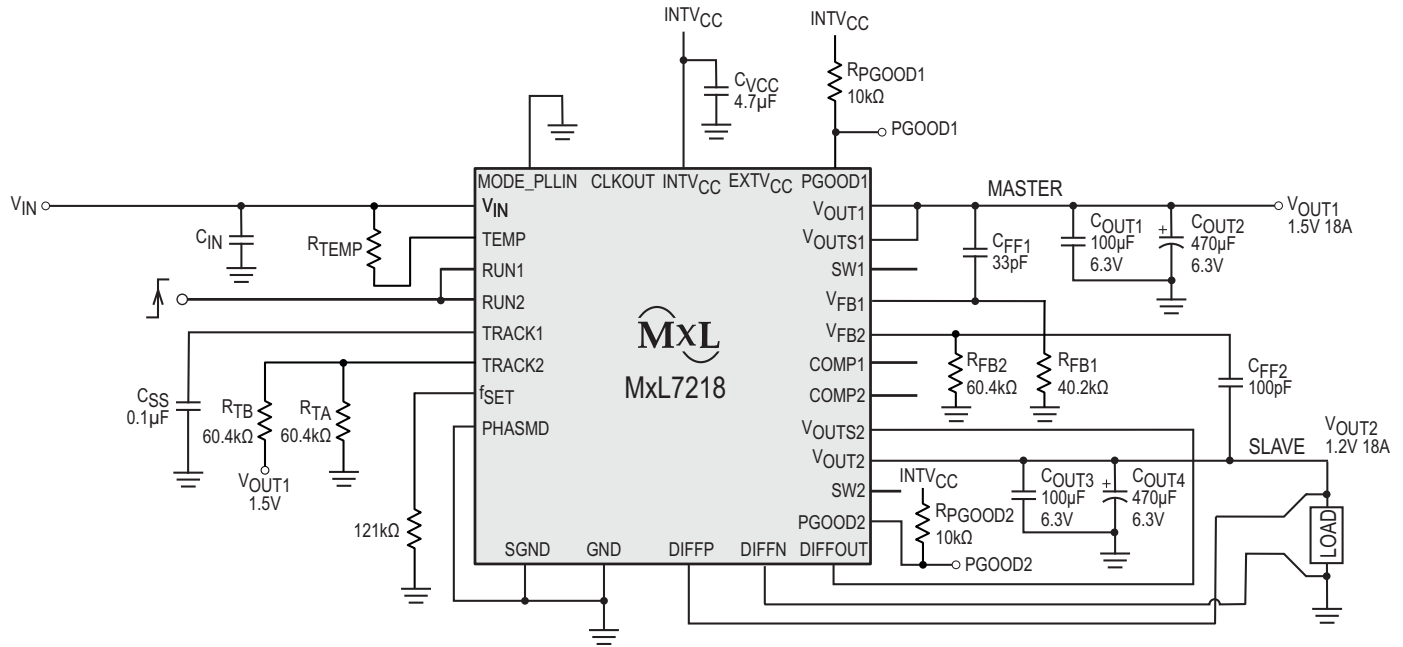 INTVCC
INTVCC
CVCC
4.7µF
RPGOOD1
10kΩ
PGOOD1
MODE_PLLIN CLKOUT INTVCC EXTVCC PGOOD1
VIN
VIN
CIN
RTEMP
TEMP
RUN1
RUN2
TRACK1
TRACK2
fSET
PHASMD
CSS
0.1µF
RTB
60.4kΩ
RTA
60.4kΩ
VOUT1
1.5V
121kΩ
MXL
MxL7218
SGND GND DIFFP DIFFN DIFFOUT
VOUT1
VOUTS1
SW1
VFB1
VFB2
COMP1
COMP2
VOUTS2
VOUT2
SW2
PGOOD2
MASTER
CFF1
33pF
COUT1
100µF
6.3V
+
COUT2
470µF
6.3V
VOUT1
1.5V 18A
RFB2
60.4kΩ
RFB1
40.2kΩ
CFF2
100pF
SLAVE
VOUT2
1.2V 18A
INTVCC
RPGOOD2
10kΩ
PGOOD2
COUT3
100µF
6.3V
+
COUT4
470µF
6.3V
LOAD